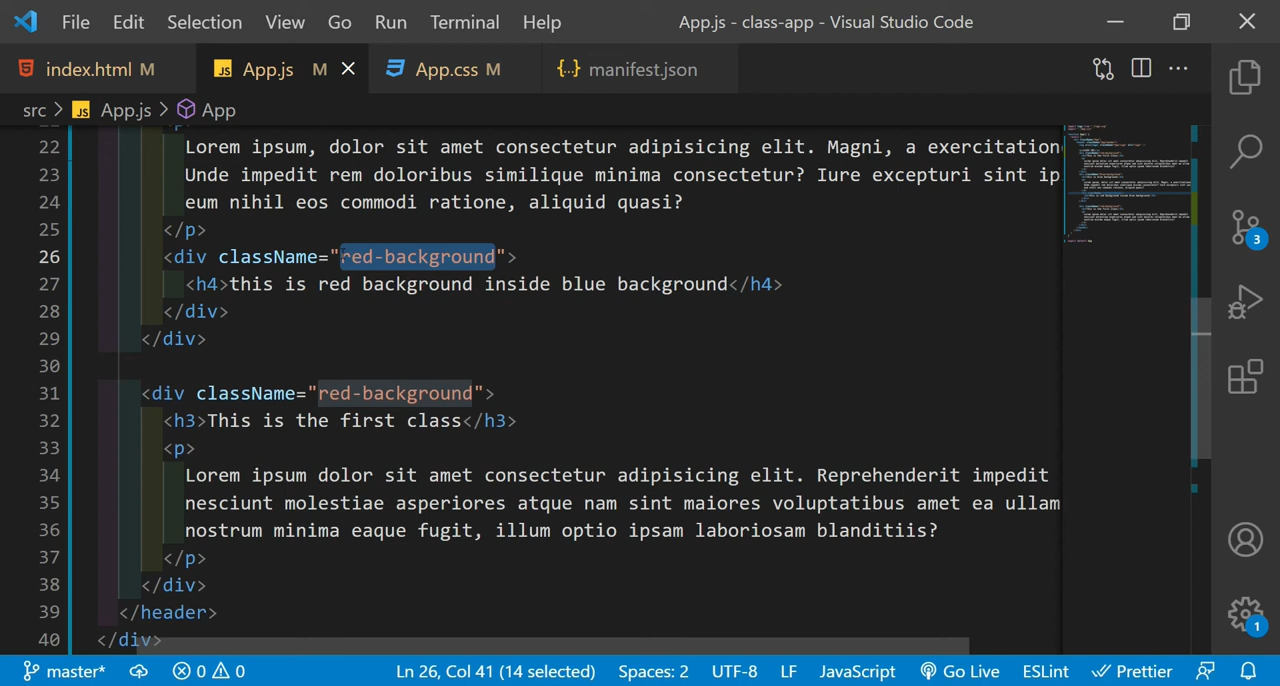 File Edit Selection View Go Run Terminal Help App.js - class-app - Visual Studio Code
index.html M JS App.js M App.css M {..} manifest.json
src > JS App.js > App
22 Lorem ipsum, dolor sit amet consectetur adipisicing elit. Magni, a exercitatione
23 Unde impedit rem doloribus similique minima consectetur? Iure excepturi sint ip
24 eum nihil eos commodi ratione, aliquid quasi?
25 </p>
26 <div className="red-background">
27 <h4>this is red background inside blue background</h4>
28 </div>
29 </div>
30
31 <div className="red-background">
32 <h3>This is the first class</h3>
33 <p>
34 Lorem ipsum dolor sit amet consectetur adipisicing elit. Reprehenderit impedit
35 nesciunt molestiae asperiores atque nam sint maiores voluptatibus amet ea ullam
36 nostrum minima eaque fugit, illum optio ipsam laboriosam blanditiis?
37 </p>
38 </div>
39 </header>
40 </div>
3
1
master* 0 0 Ln 26, Col 41 (14 selected) Spaces: 2 UTF-8 LF JavaScript Go Live ESLint Prettier